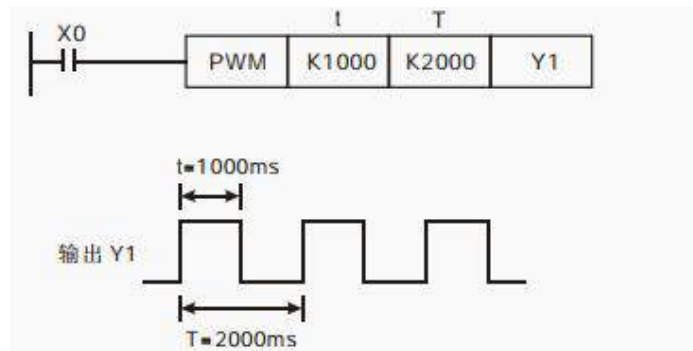 t T
X0
PWM K1000 K2000 Y1
t=1000ms
输出 Y1
T=2000ms